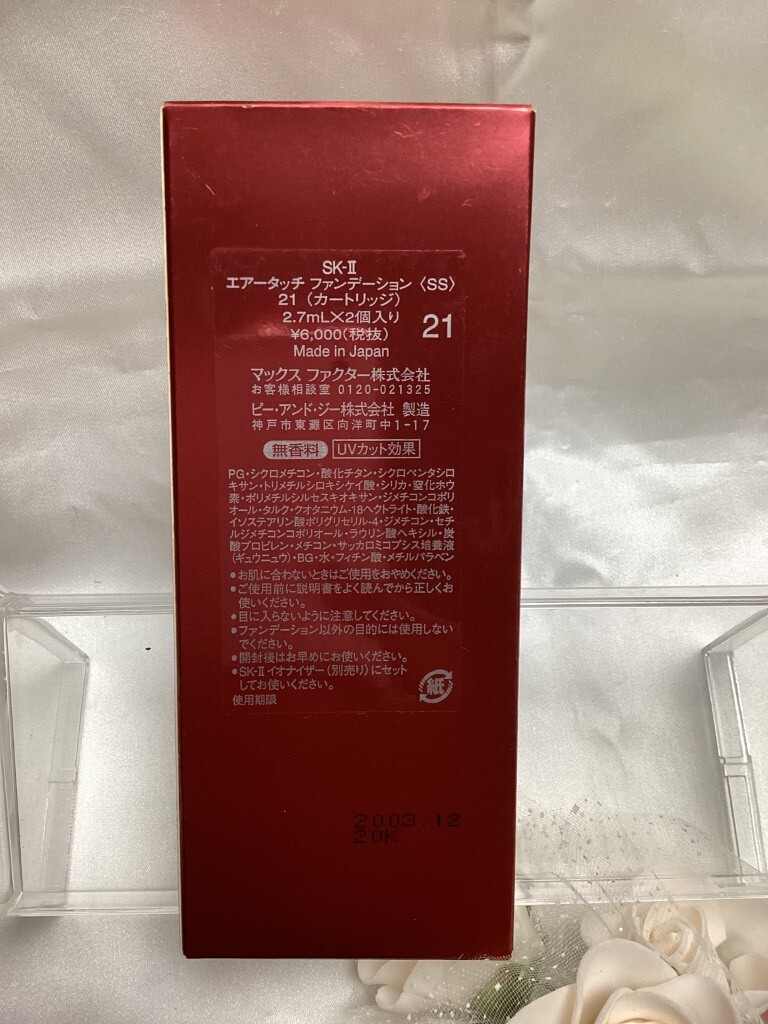 SK-II
エアータッチ ファンデーション〈SS〉
21（カートリッジ）
2.7mL×2個入り
¥6,000(税抜)
21
Made in Japan
マックス ファクター株式会社
お客様相談室 0120-021325
ピー・アンド・ジー株式会社 製造
神戸市東灘区向洋町中1-17
無香料 UVカット効果
PG・シクロメチコン・酸化チタン・シクロペンタシロ
キサン・トリメチルシロキシケイ酸・シリカ・窒化ホウ
素・ポリメチルシルセスキオキサン・ジメチコンコポリ
オール・タルク・クオタニウム-18ヘクトライト・酸化鉄・
イソステアリン酸ポリグリセリル-4・ジメチコン・セチ
ルジメチコンコポリオール・ラウリン酸ヘキシル・炭
酸プロピレン・メチコン・サッカロミコプシス培養液
(ギュウニュウ)・BG・水・フィチン酸・メチルパラベン
●お肌に合わないときはご使用をおやめください。
●ご使用前に説明書をよく読んでから正しくお
使いください。
●目に入らないように注意してください。
●ファンデーション以外の目的には使用しない
でください。
●開封後はお早めにお使いください。
●SK-II イオナイザー(別売り)にセット
してお使いください。
使用期限
紙
2003.12
20K